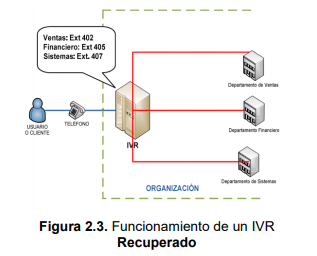 Ventas: Ext 402
Financiero: Ext 405
Sistemas: Ext. 407
Departamento de Ventas
USUARIO
O CLIENTE
TELÉFONO
IVR
Departamento Financiero
Departamento de Sistemas
ORGANIZACIÓN
Figura 2.3. Funcionamiento de un IVR
Recuperado